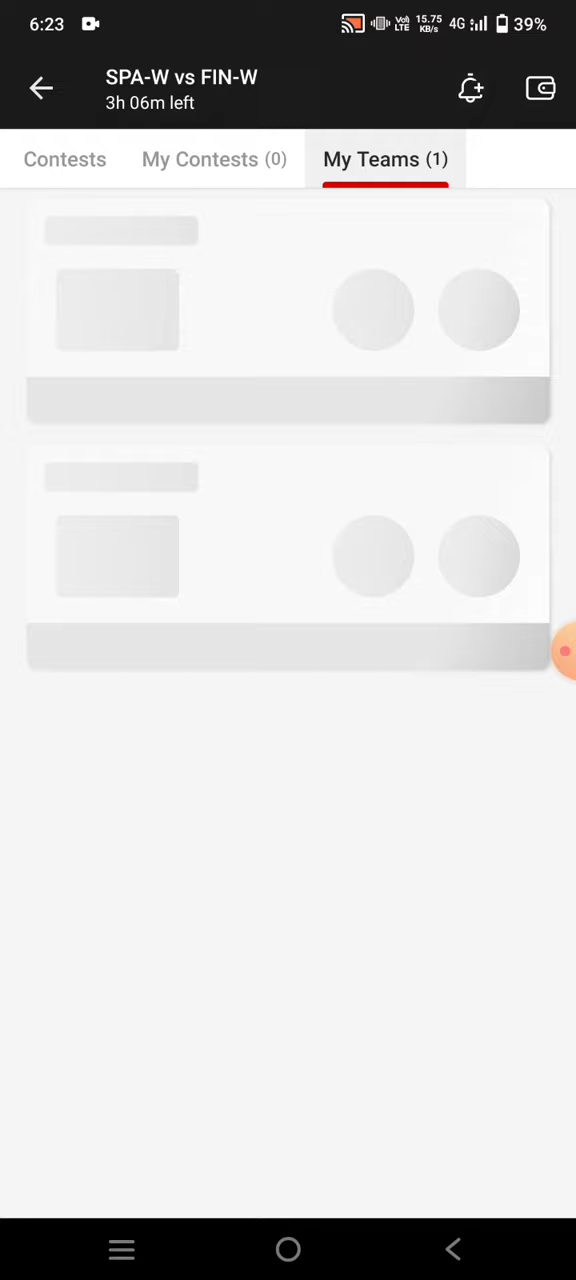 6:23
Vo) LTE
15.75 KB/s
4G
39%
SPA-W vs FIN-W
3h 06m left
Contests
My Contests (0)
My Teams (1)